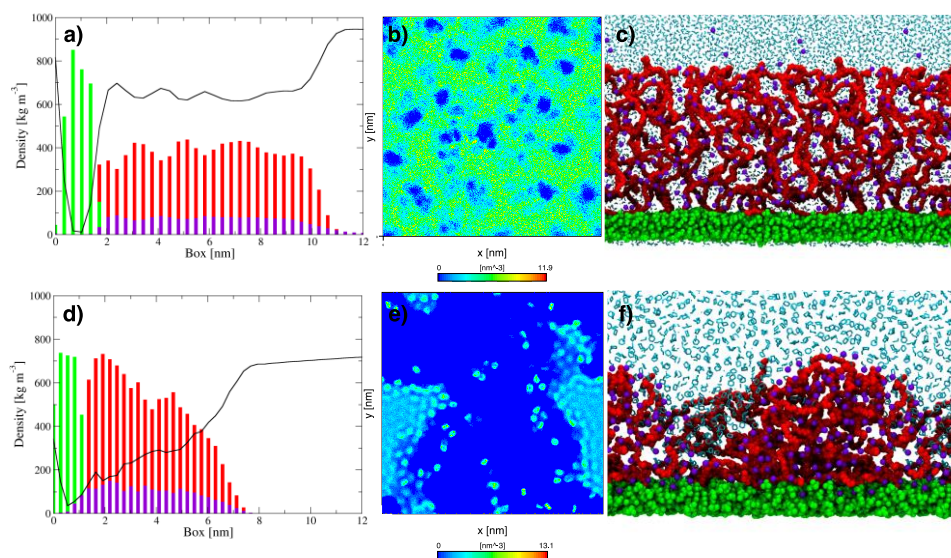 a)
b)
c)
1000
800
600
400
200
0
Density [kg m⁻³]
0 2 4 6 8 10 12
Box [nm]
y [nm]
x [nm]
0 [nm^-3] 11.9
d)
e)
f)
1000
800
600
400
200
0
Density [kg m⁻³]
0 2 4 6 8 10 12
Box [nm]
y [nm]
x [nm]
0 [nm^-3] 13.1